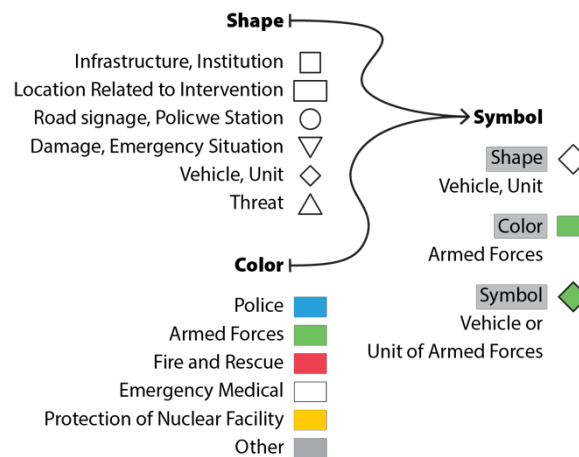 Shape
Infrastructure, Institution
Location Related to Intervention
Road signage, Policwe Station
Damage, Emergency Situation
Vehicle, Unit
Threat
Color
Police
Armed Forces
Fire and Rescue
Emergency Medical
Protection of Nuclear Facility
Other
Symbol
Shape
Vehicle, Unit
Color
Armed Forces
Symbol
Vehicle or
Unit of Armed Forces